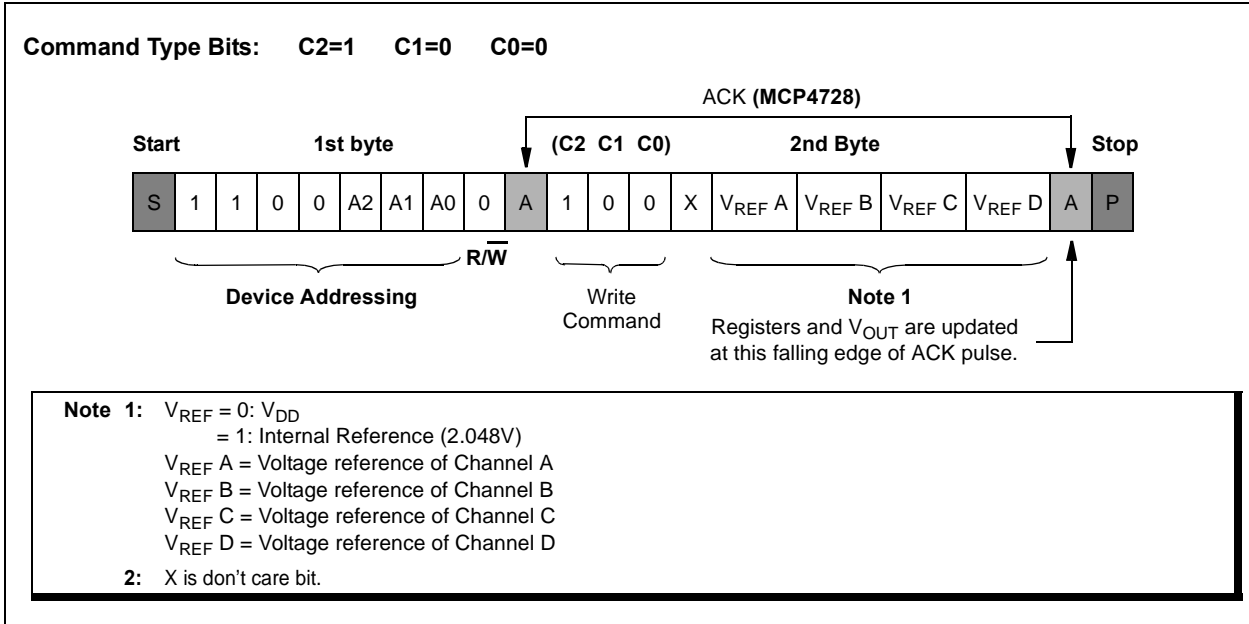 Command Type Bits: C2=1 C1=0 C0=0
ACK (MCP4728)
Start 1st byte (C2 C1 C0) 2nd Byte Stop
S 1 1 0 0 A2 A1 A0 0 A 1 0 0 X VREF A VREF B VREF C VREF D A P
R/W̅
Device Addressing Write Note 1
Command Registers and VOUT are updated
at this falling edge of ACK pulse.
Note 1: VREF = 0: VDD
= 1: Internal Reference (2.048V)
VREF A = Voltage reference of Channel A
VREF B = Voltage reference of Channel B
VREF C = Voltage reference of Channel C
VREF D = Voltage reference of Channel D
2: X is don't care bit.